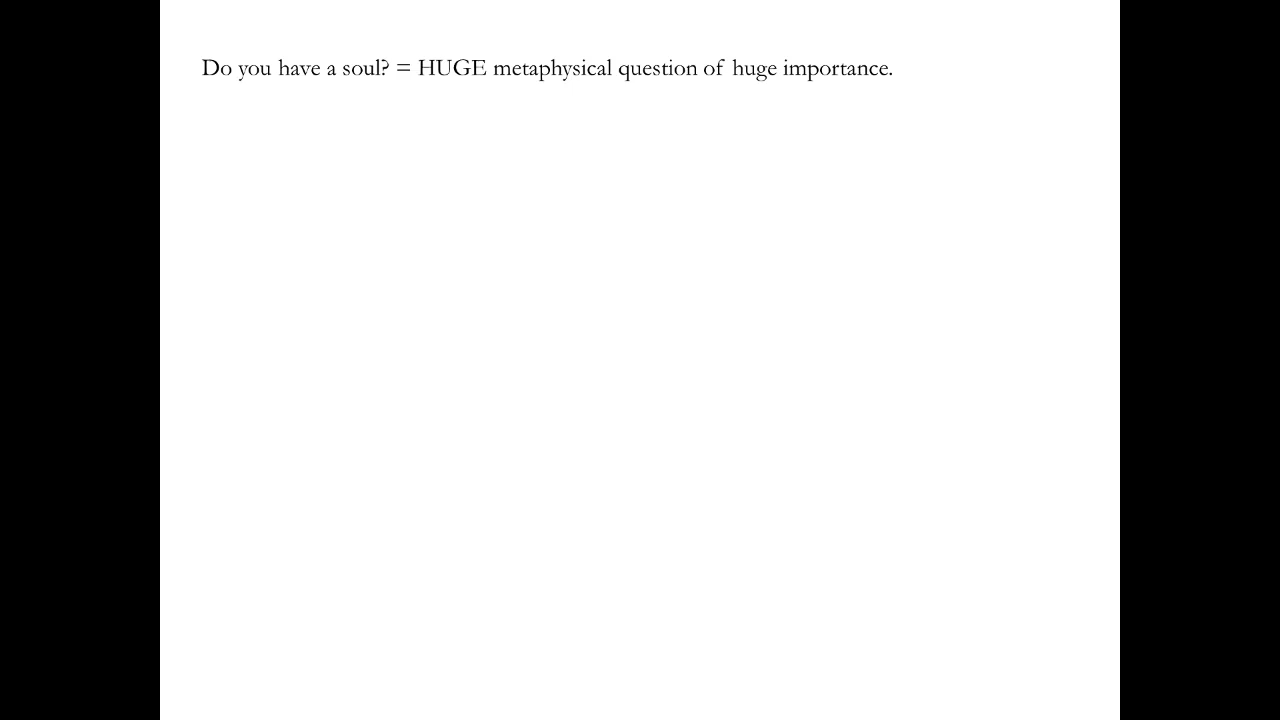 Do you have a soul? = HUGE metaphysical question of huge importance.